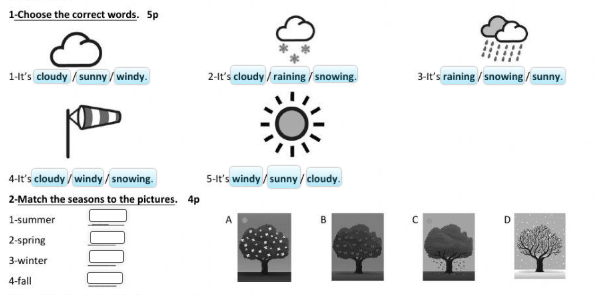 1-Choose the correct words. 5p
1-It's cloudy / sunny / windy.
2-It's cloudy / raining / snowing.
3-It's raining / snowing / sunny.
4-It's cloudy / windy / snowing.
5-It's windy / sunny / cloudy.
2-Match the seasons to the pictures. 4p
1-summer
2-spring
3-winter
4-fall
A
B
C
D